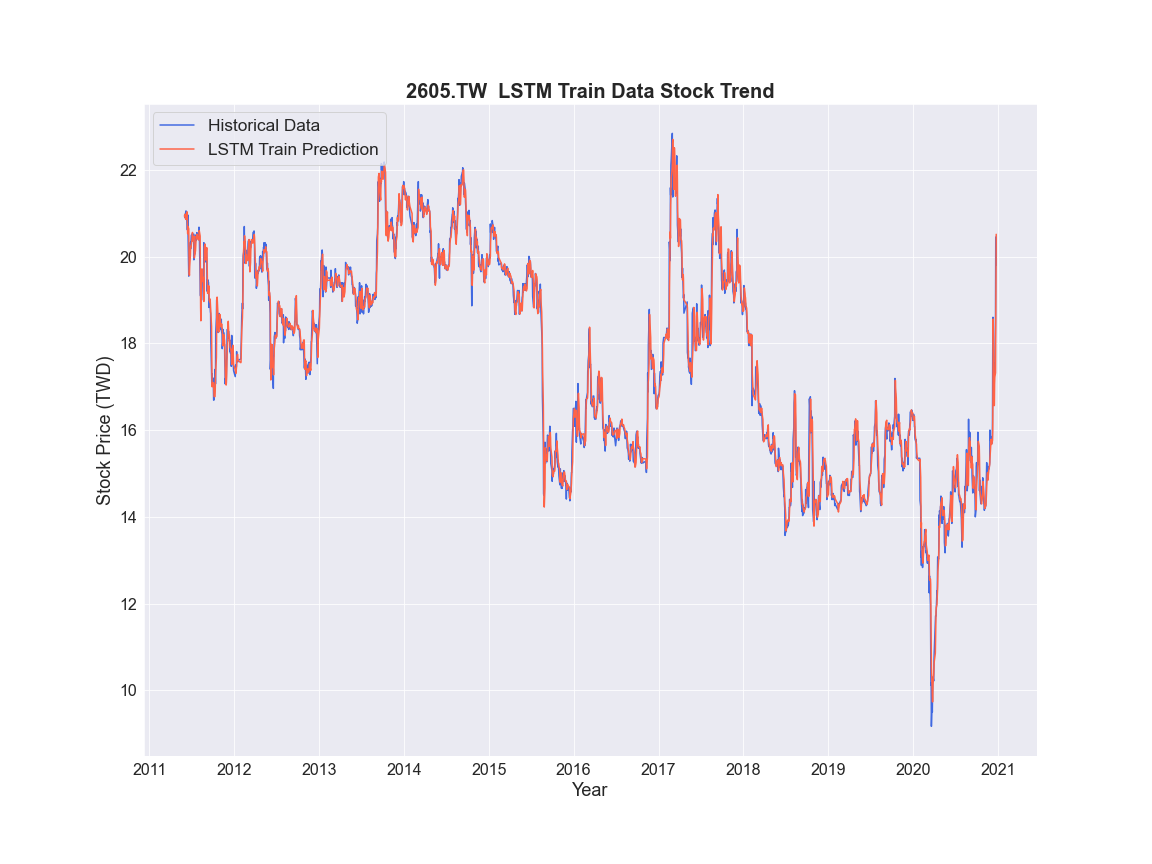 2605.TW  LSTM Train Data Stock Trend
Historical Data
LSTM Train Prediction
Stock Price (TWD)
22
20
18
16
14
12
10
2011 2012 2013 2014 2015 2016 2017 2018 2019 2020 2021
Year